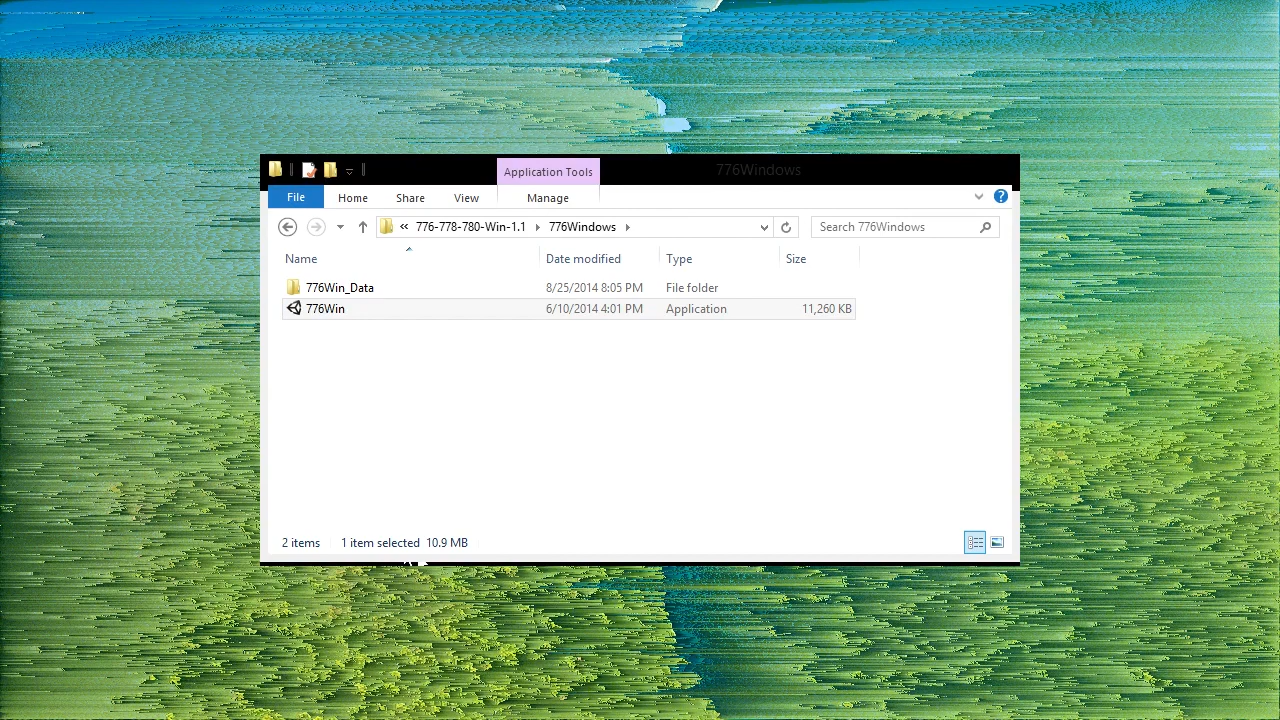 Application Tools
776Windows
File
Home
Share
View
Manage
« 776-778-780-Win-1.1 776Windows
Search 776Windows
Name
Date modified
Type
Size
776Win_Data
8/25/2014 8:05 PM
File folder
776Win
6/10/2014 4:01 PM
Application
11,260 KB
2 items
1 item selected 10.9 MB